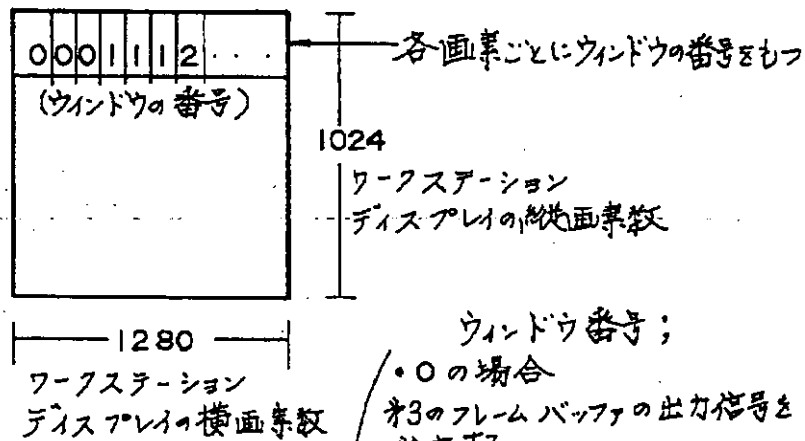 0 0 0 1 1 1 2 · · ·
各画素ごとにウィンドウの番号をもつ
(ウィンドウの番号)
1024
ワークステーション
ディスプレイの縦画素数
1280
ワークステーション
ディスプレイの横画素数
ウィンドウ番号;
・0の場合
第3のフレームバッファの出力信号を